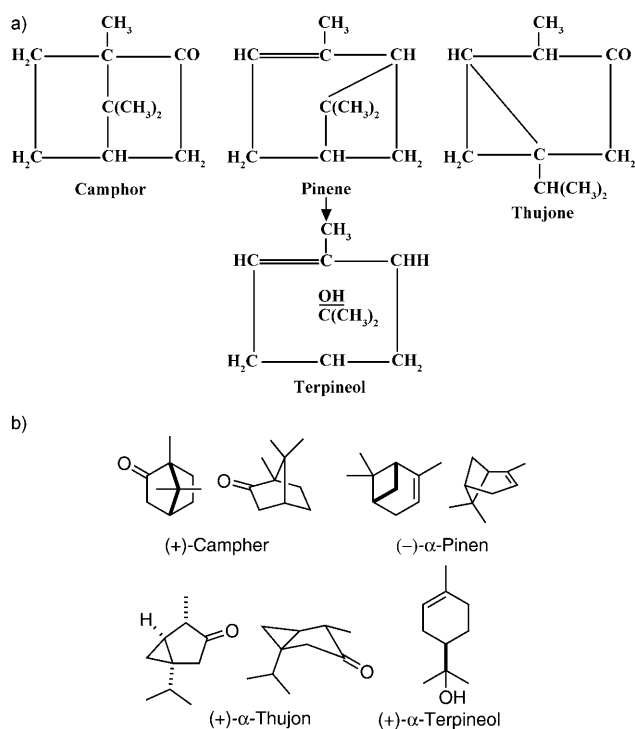 a)
CH₃ CH₃ CH₃
H₂C C CO HC C CH HC CH CO
C(CH₃)₂ C(CH₃)₂
H₂C CH CH₂ H₂C CH CH₂ H₂C C CH₂
Camphor Pinene CH(CH₃)₂
Thujone
CH₃
HC C CHH
OH
C(CH₃)₂
H₂C CH CH₂
Terpineol
b)
O O
(+)-Campher (−)-α-Pinen
H O O
OH
(+)-α-Thujon (+)-α-Terpineol